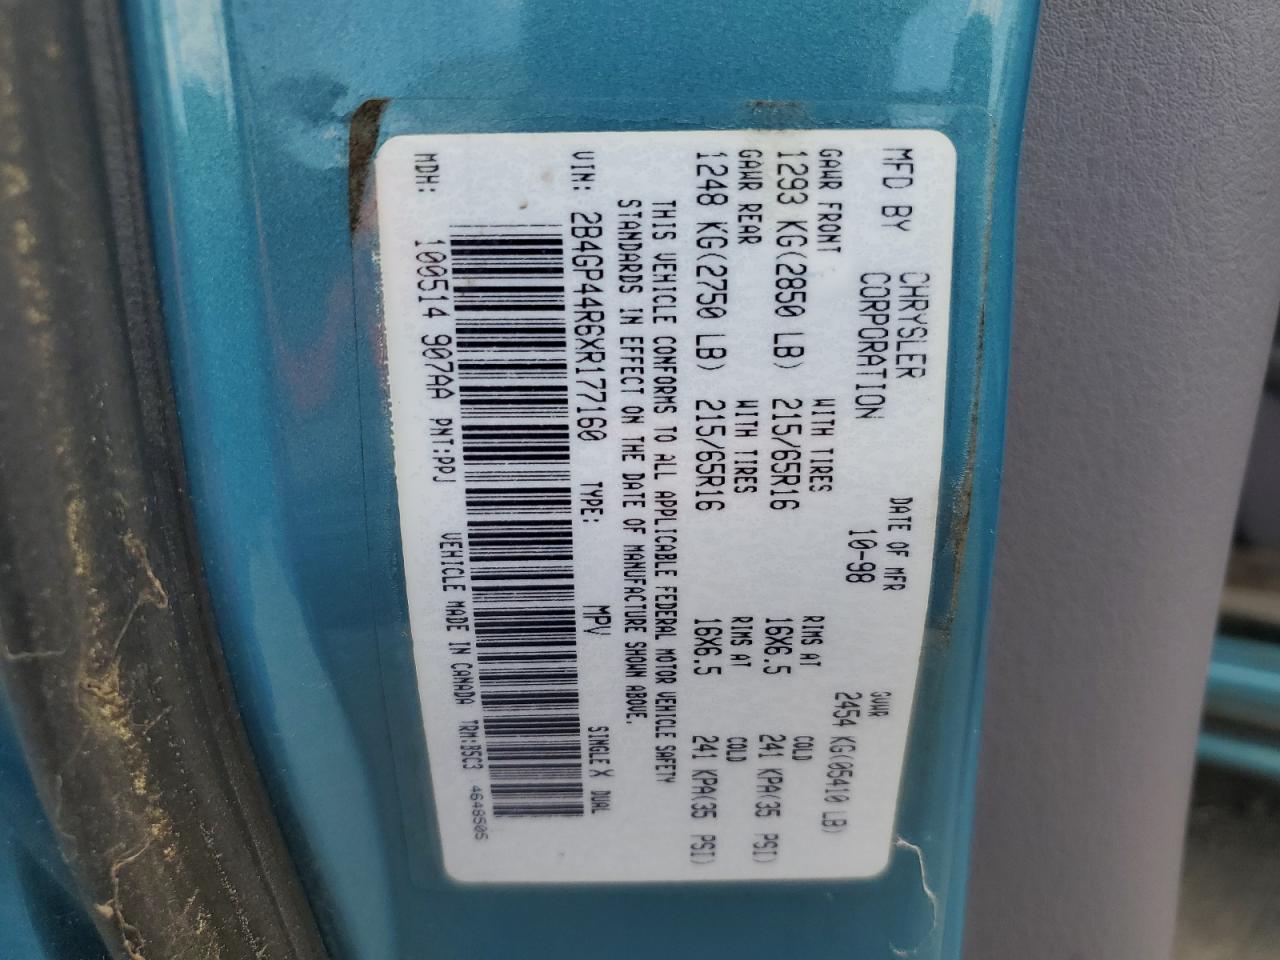 MFD BY CHRYSLER CORPORATION DATE OF MFR 10-98 GVWR 2454 KG(05410 LB)
GAWR FRONT WITH TIRES RIMS AT COLD
1293 KG(2850 LB) 215/65R16 16X6.5 241 KPA(35 PSI)
GAWR REAR WITH TIRES RIMS AT COLD
1248 KG(2750 LB) 215/65R16 16X6.5 241 KPA(35 PSI)
THIS VEHICLE CONFORMS TO ALL APPLICABLE FEDERAL MOTOR VEHICLE SAFETY
STANDARDS IN EFFECT ON THE DATE OF MANUFACTURE SHOWN ABOVE.
VIN: 2B4GP44R6XR177160 TYPE: MPV SINGLE X DUAL
MDH: 100514 907AA PNT:PPJ VEHICLE MADE IN CANADA TRM:B5C3 4648505